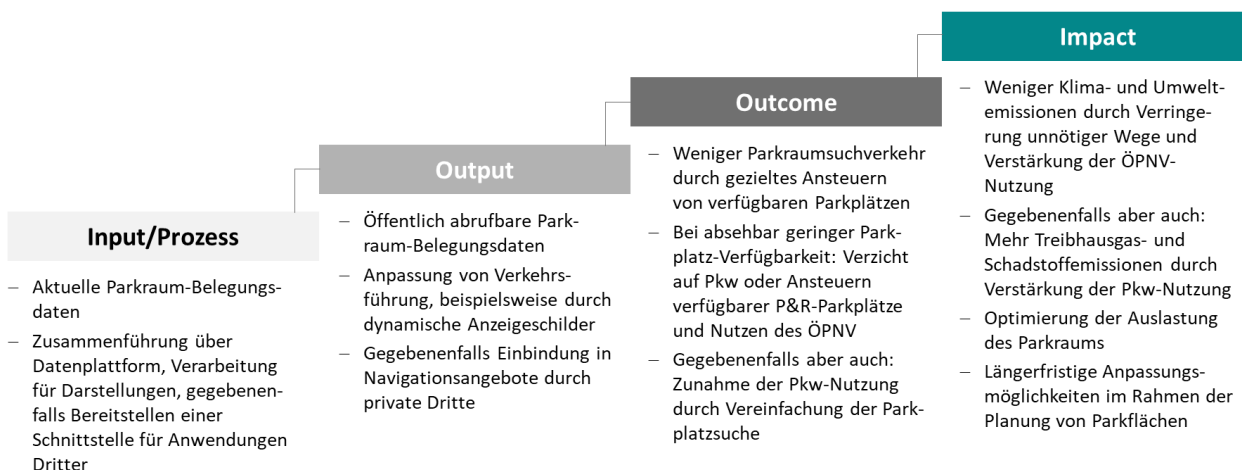 Input/Prozess
– Aktuelle Parkraum-Belegungs-
daten
– Zusammenführung über
Datenplattform, Verarbeitung
für Darstellungen, gegebenen-
falls Bereitstellen einer
Schnittstelle für Anwendungen
Dritter
Output
– Öffentlich abrufbare Park-
raum-Belegungsdaten
– Anpassung von Verkehrs-
führung, beispielsweise durch
dynamische Anzeigeschilder
– Gegebenenfalls Einbindung in
Navigationsangebote durch
private Dritte
Outcome
– Weniger Parkraumsuchverkehr
durch gezieltes Ansteuern
von verfügbaren Parkplätzen
– Bei absehbar geringer Park-
platz-Verfügbarkeit: Verzicht
auf Pkw oder Ansteuern
verfügbarer P&R-Parkplätze
und Nutzen des ÖPNV
– Gegebenenfalls aber auch:
Zunahme der Pkw-Nutzung
durch Vereinfachung der Park-
platzsuche
Impact
– Weniger Klima- und Umwelt-
emissionen durch Verringe-
rung unnötiger Wege und
Verstärkung der ÖPNV-
Nutzung
– Gegebenenfalls aber auch:
Mehr Treibhausgas- und
Schadstoffemissionen durch
Verstärkung der Pkw-Nutzung
– Optimierung der Auslastung
des Parkraums
– Längerfristige Anpassungs-
möglichkeiten im Rahmen der
Planung von Parkflächen